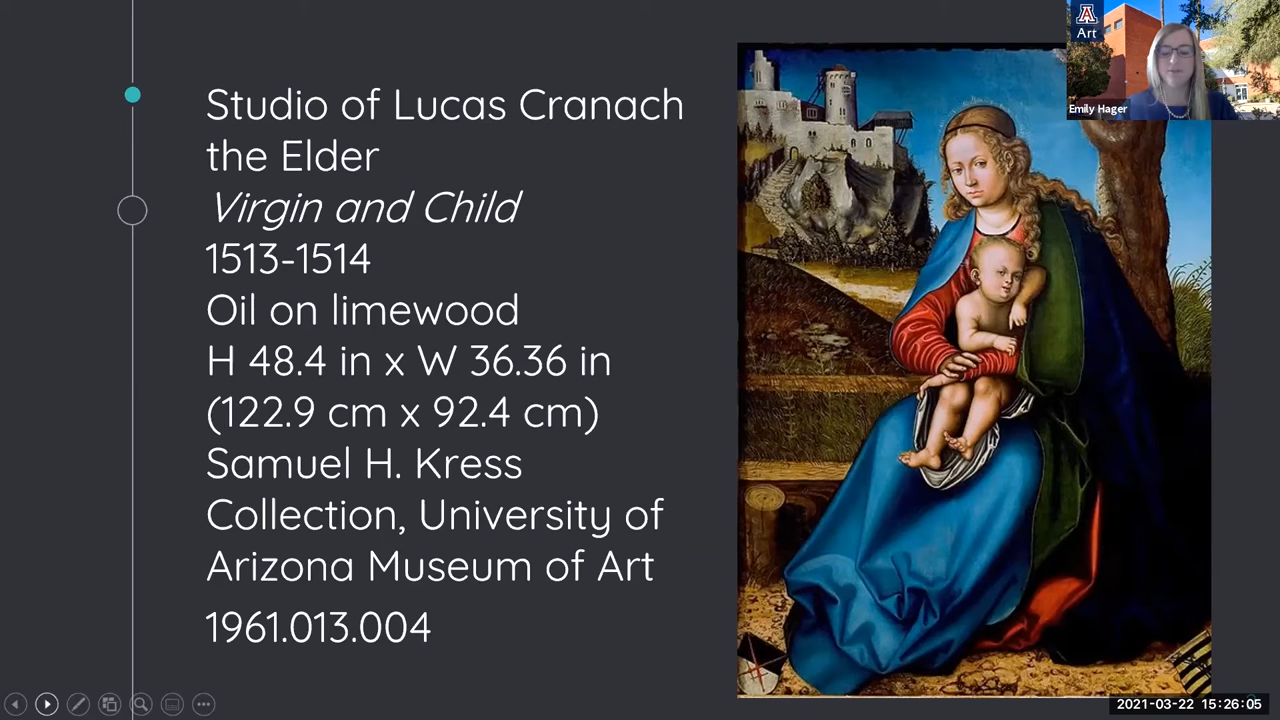 Studio of Lucas Cranach
the Elder
Virgin and Child
1513-1514
Oil on limewood
H 48.4 in x W 36.36 in
(122.9 cm x 92.4 cm)
Samuel H. Kress
Collection, University of
Arizona Museum of Art
1961.013.004
A
Art
Emily Hager
2021-03-22 15:26:05